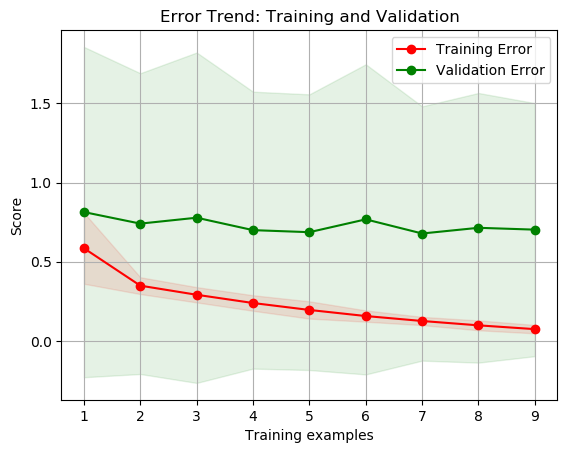 Error Trend: Training and Validation
Training Error
Validation Error
Score
1.5
1.0
0.5
0.0
1 2 3 4 5 6 7 8 9
Training examples